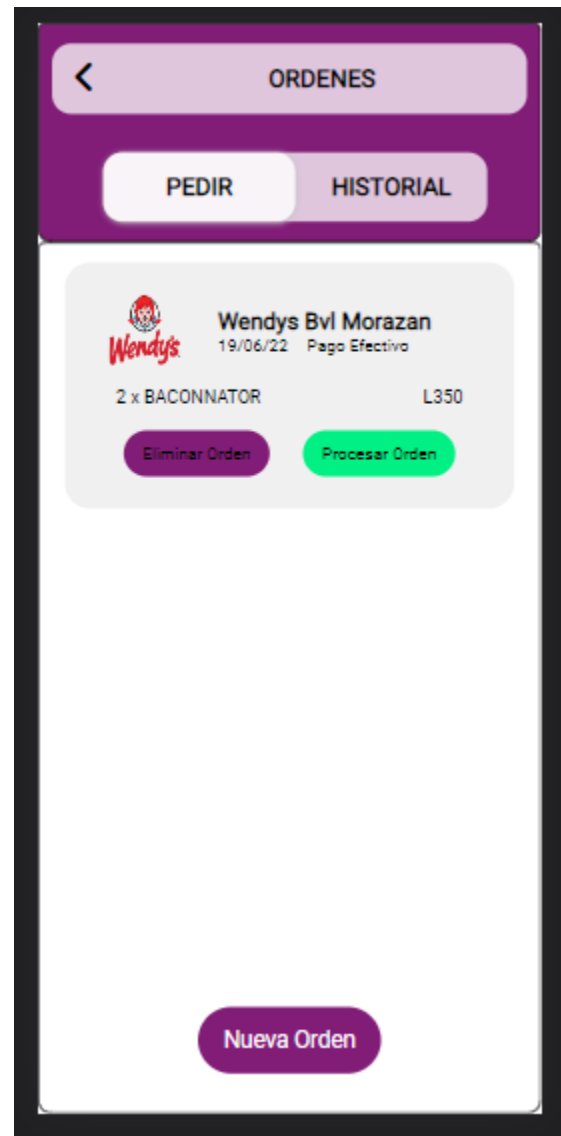 ORDENES
PEDIR HISTORIAL
Wendy's
Wendys Bvl Morazan
19/06/22 Pago Efectivo
2 x BACONNATOR L350
Eliminar Orden Procesar Orden
Nueva Orden